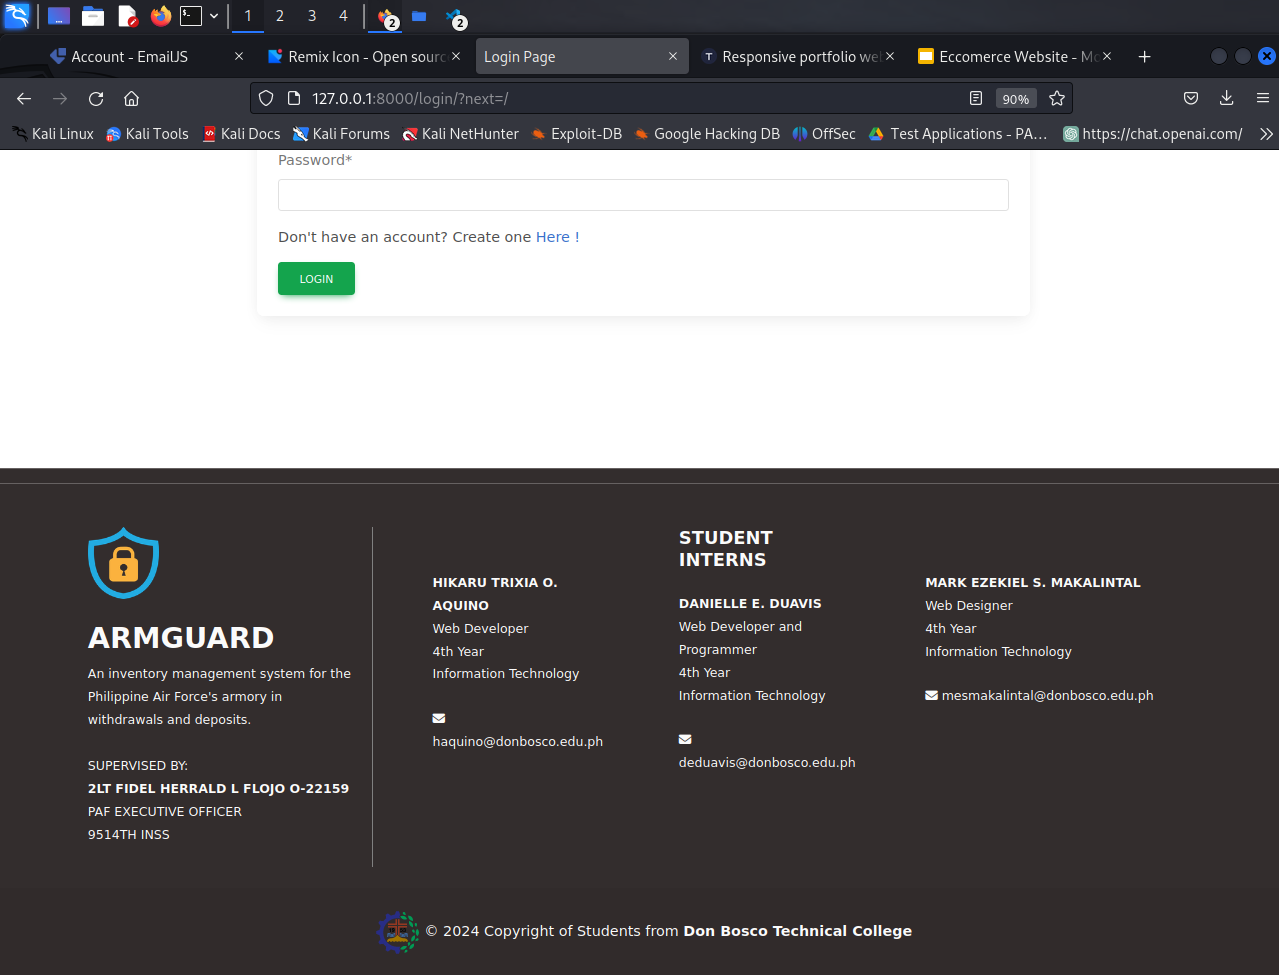 1 2 3 4 2 2
Account - EmailJS
Remix Icon - Open sourc
Login Page
Responsive portfolio we
Eccomerce Website - Mo
127.0.0.1:8000/login/?next=/
90%
Kali Linux Kali Tools Kali Docs Kali Forums Kali NetHunter Exploit-DB Google Hacking DB OffSec Test Applications - PA... https://chat.openai.com/
Password*
Don't have an account? Create one Here !
LOGIN
ARMGUARD
An inventory management system for the
Philippine Air Force's armory in
withdrawals and deposits.
SUPERVISED BY:
2LT FIDEL HERRALD L FLOJO O-22159
PAF EXECUTIVE OFFICER
9514TH INSS
HIKARU TRIXIA O.
AQUINO
Web Developer
4th Year
Information Technology
haquino@donbosco.edu.ph
STUDENT
INTERNS
DANIELLE E. DUAVIS
Web Developer and
Programmer
4th Year
Information Technology
deduavis@donbosco.edu.ph
MARK EZEKIEL S. MAKALINTAL
Web Designer
4th Year
Information Technology
mesmakalintal@donbosco.edu.ph
© 2024 Copyright of Students from Don Bosco Technical College